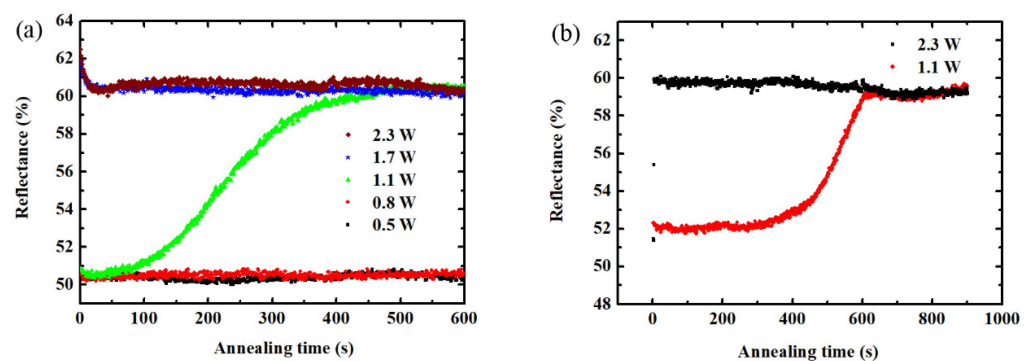 (a)
64
62
60
58
56
54
52
50
Reflectance (%)
2.3 W
1.7 W
1.1 W
0.8 W
0.5 W
0 100 200 300 400 500 600
Annealing time (s)
(b)
62
60
58
56
54
52
50
48
Reflectance (%)
2.3 W
1.1 W
0 200 400 600 800 1000
Annealing time (s)